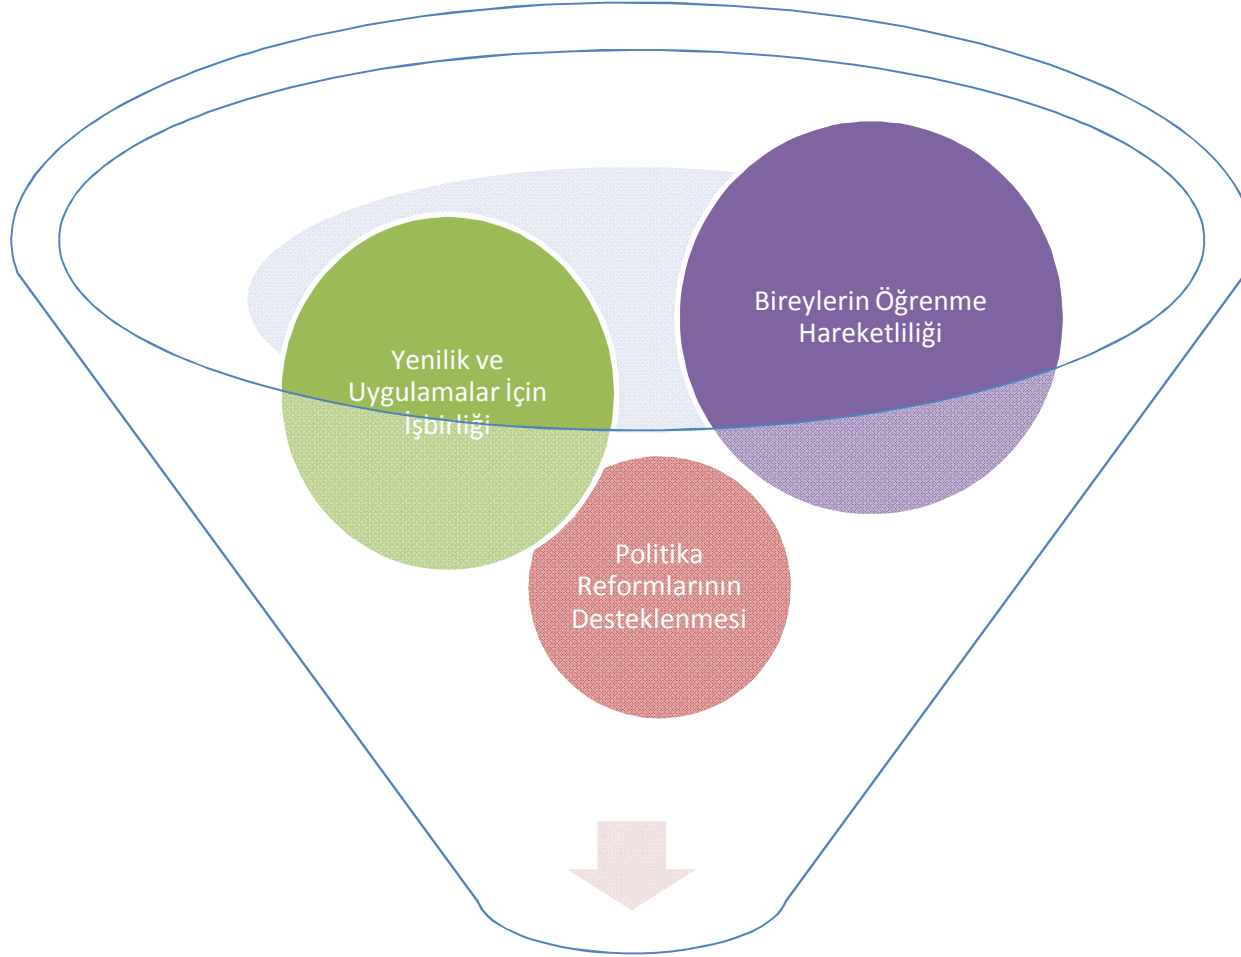 Bireylerin Öğrenme
Hareketliliği
Yenilik ve
Uygulamalar İçin
İşbirliği
Politika
Reformlarının
Desteklenmesi